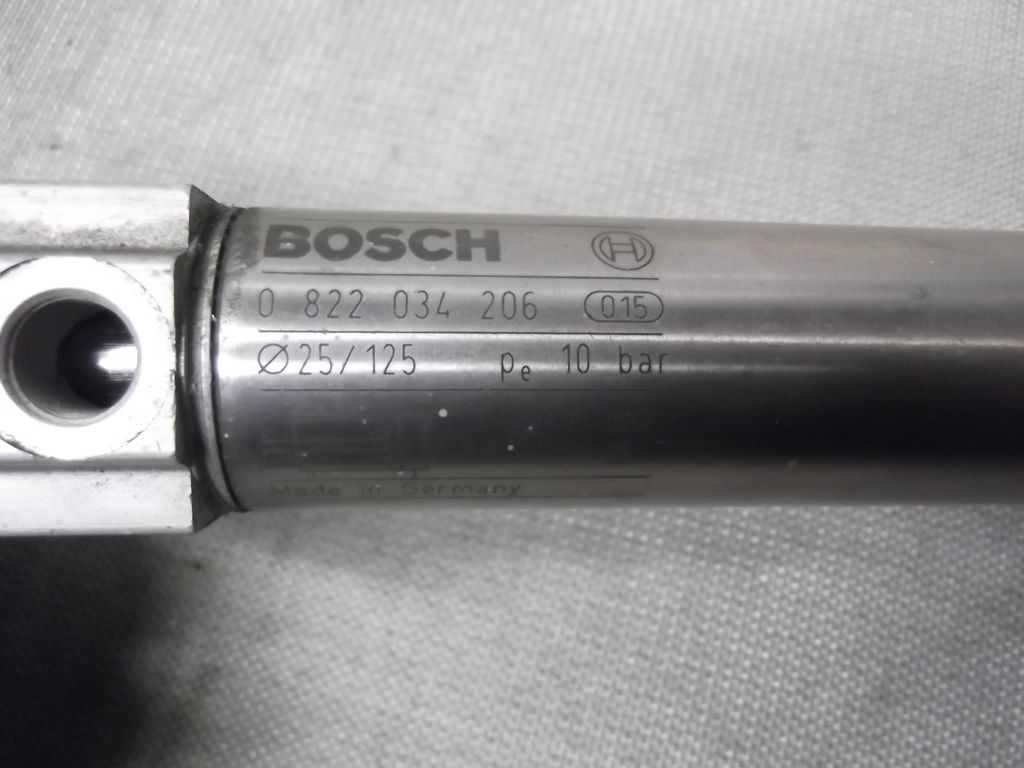 BOSCH
0 822 034 206 015
Ø25/125 pe 10 bar
Made in Germany